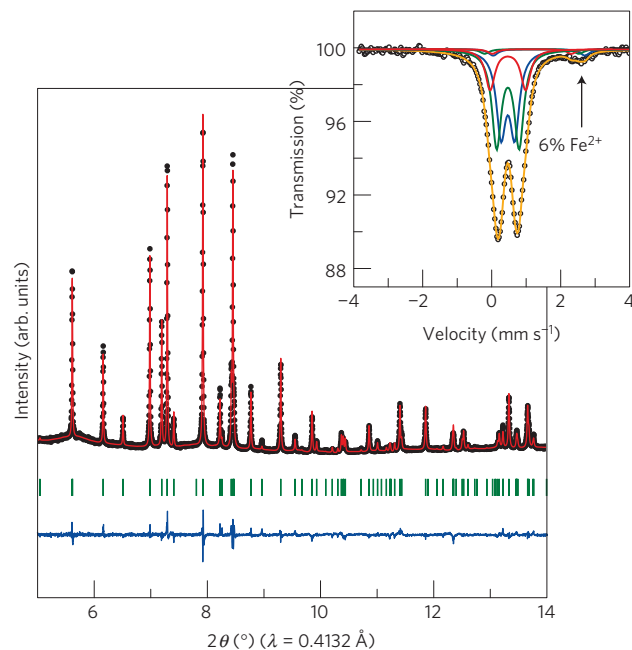 100
96
92
88
Transmission (%)
6% Fe²⁺
−4
−2
0
2
4
Velocity (mm s⁻¹)
Intensity (arb. units)
6
8
10
12
14
2θ (°) (λ = 0.4132 Å)